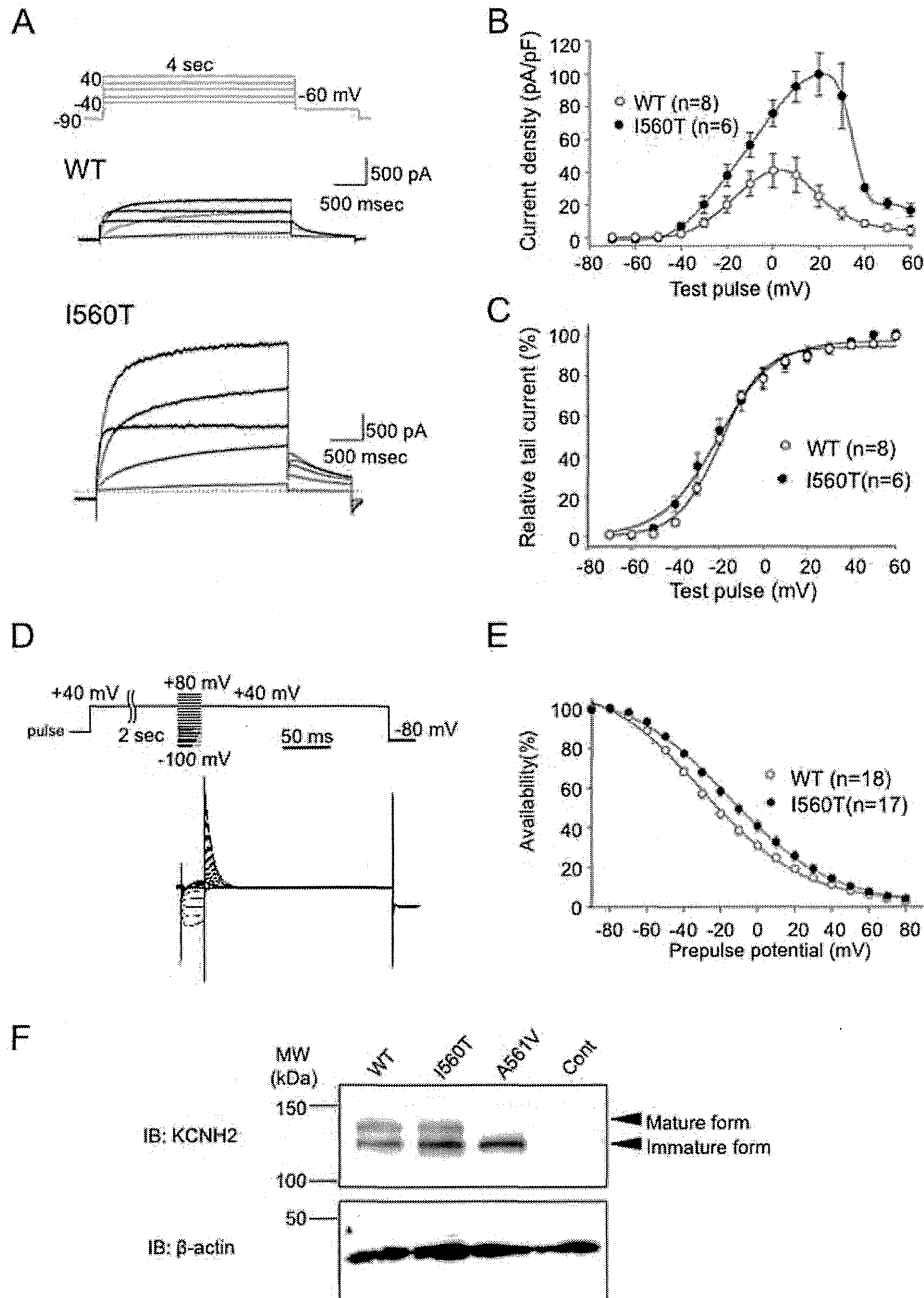 A
4 sec
40
-40
-90
-60 mV
WT
500 pA
500 msec
I560T
500 pA
500 msec
B
Current density (pA/pF)
120
100
80
60
40
20
0
WT (n=8)
I560T (n=6)
-80 -60 -40 -20 0 20 40 60
Test pulse (mV)
C
Relative tail current (%)
100
80
60
40
20
0
WT (n=8)
I560T(n=6)
-80 -60 -40 -20 0 20 40 60
Test pulse (mV)
D
+40 mV
+80 mV
+40 mV
pulse
2 sec
50 ms
-80 mV
-100 mV
E
Availability(%)
100
80
60
40
20
0
WT (n=18)
I560T(n=17)
-80 -60 -40 -20 0 20 40 60 80
Prepulse potential (mV)
F
MW
(kDa)
WT
I560T
A561V
Cont
IB: KCNH2
150
100
Mature form
Immature form
50
IB: β-actin